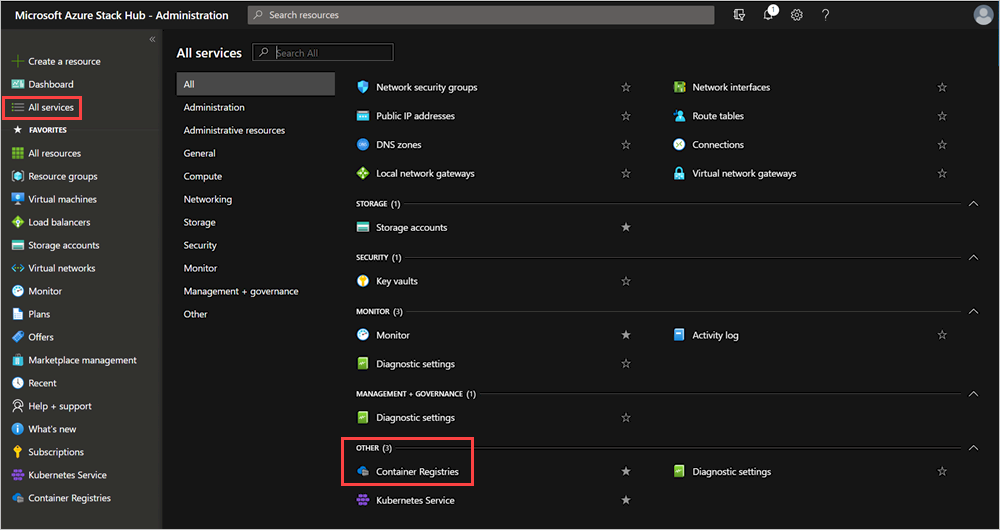 Microsoft Azure Stack Hub - Administration
Search resources
1
?
«
Create a resource
Dashboard
All services
FAVORITES
All resources
Resource groups
Virtual machines
Load balancers
Storage accounts
Virtual networks
Monitor
Plans
Offers
Marketplace management
Recent
Help + support
What's new
Subscriptions
Kubernetes Service
Container Registries
All services
Search All
All
Administration
Administrative resources
General
Compute
Networking
Storage
Security
Monitor
Management + governance
Other
Network security groups
Network interfaces
Public IP addresses
Route tables
DNS zones
Connections
Local network gateways
Virtual network gateways
STORAGE (1)
Storage accounts
SECURITY (1)
Key vaults
MONITOR (3)
Monitor
Activity log
Diagnostic settings
MANAGEMENT + GOVERNANCE (1)
Diagnostic settings
OTHER (3)
Container Registries
Diagnostic settings
Kubernetes Service